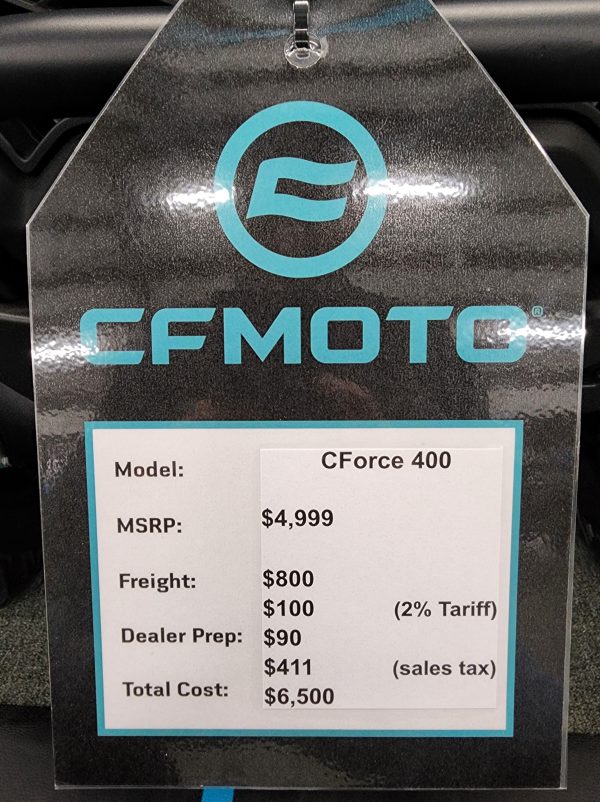 CFMOTO®
Model: CForce 400
MSRP: $4,999
Freight: $800
$100 (2% Tariff)
Dealer Prep: $90
$411 (sales tax)
Total Cost: $6,500